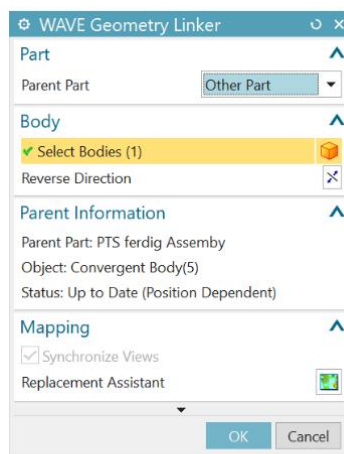 WAVE Geometry Linker
Part
Parent Part Other Part
Body
Select Bodies (1)
Reverse Direction
Parent Information
Parent Part: PTS ferdig Assemby
Object: Convergent Body(5)
Status: Up to Date (Position Dependent)
Mapping
Synchronize Views
Replacement Assistant
OK Cancel